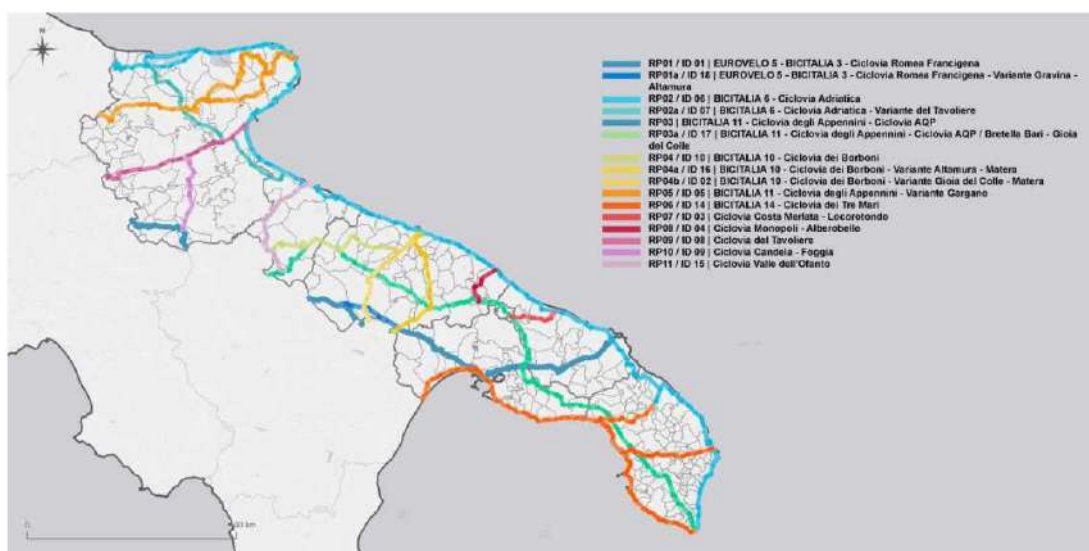 N
RP01 / ID 01 | EUROVELO 5 - BICITALIA 3 - Ciclovia Romea Francigena
RP01a / ID 18 | EUROVELO 5 - BICITALIA 3 - Ciclovia Romea Francigena - Variante Gravina -
Altamura
RP02 / ID 06 | BICITALIA 6 - Ciclovia Adriatica
RP02a / ID 07 | BICITALIA 6 - Ciclovia Adriatica - Variante del Tavoliere
RP03 | BICITALIA 11 - Ciclovia degli Appennini - Ciclovia AQP
RP03a / ID 17 | BICITALIA 11 - Ciclovia degli Appennini - Ciclovia AQP / Bretella Bari - Gioia
del Colle
RP04 / ID 10 | BICITALIA 10 - Ciclovia dei Borboni
RP04a / ID 16 | BICITALIA 10 - Ciclovia dei Borboni - Variante Altamura - Matera
RP04b / ID 02 | BICITALIA 10 - Ciclovia dei Borboni - Variante Gioia del Colle - Matera
RP05 / ID 05 | BICITALIA 11 - Ciclovia degli Appennini - Variante Gargano
RP06 / ID 14 | BICITALIA 14 - Ciclovia dei Tre Mari
RP07 / ID 03 | Ciclovia Costa Merlata - Locorotondo
RP08 / ID 04 | Ciclovia Monopoli - Alberobello
RP09 / ID 08 | Ciclovia del Tavoliere
RP10 / ID 09 | Ciclovia Candela - Foggia
RP11 / ID 15 | Ciclovia Valle dell'Ofanto
0 km